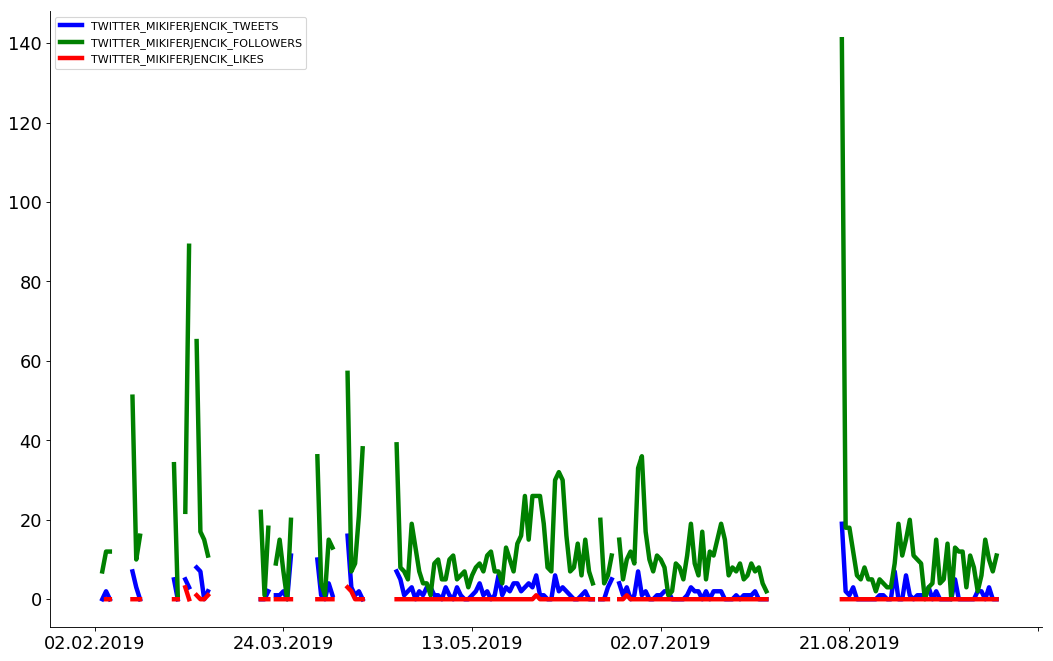 TWITTER_MIKIFERJENCIK_TWEETS
TWITTER_MIKIFERJENCIK_FOLLOWERS
TWITTER_MIKIFERJENCIK_LIKES
140
120
100
80
60
40
20
0
02.02.2019 24.03.2019 13.05.2019 02.07.2019 21.08.2019